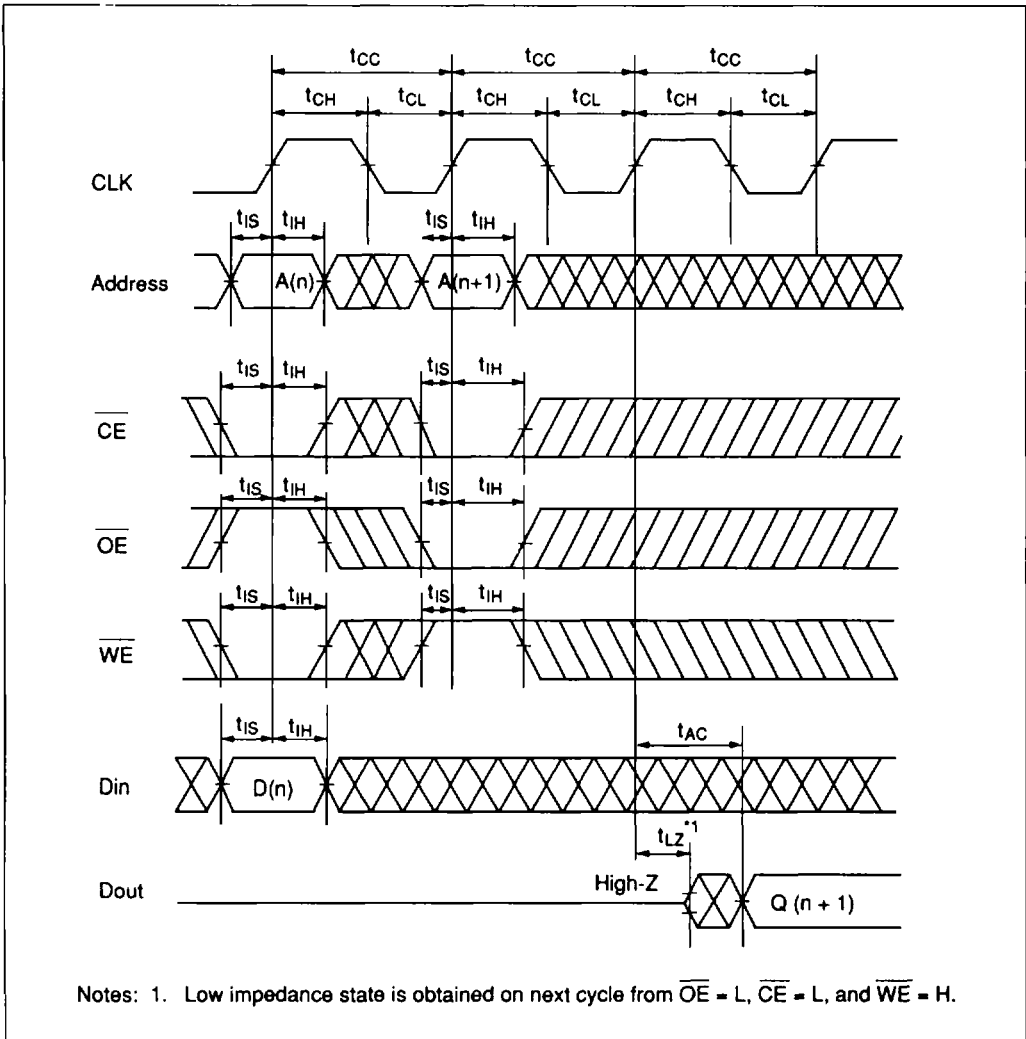 tCC tCC tCC
tCH tCL tCH tCL tCH tCL
CLK
tIS tIH tIS tIH
Address A(n) A(n+1)
tIS tIH tIS tIH
CE
tIS tIH tIS tIH
OE
tIS tIH tIS tIH
WE
tIS tIH tAC
Din D(n)
tLZ*1
Dout High-Z Q (n + 1)
Notes: 1. Low impedance state is obtained on next cycle from OE = L, CE = L, and WE = H.